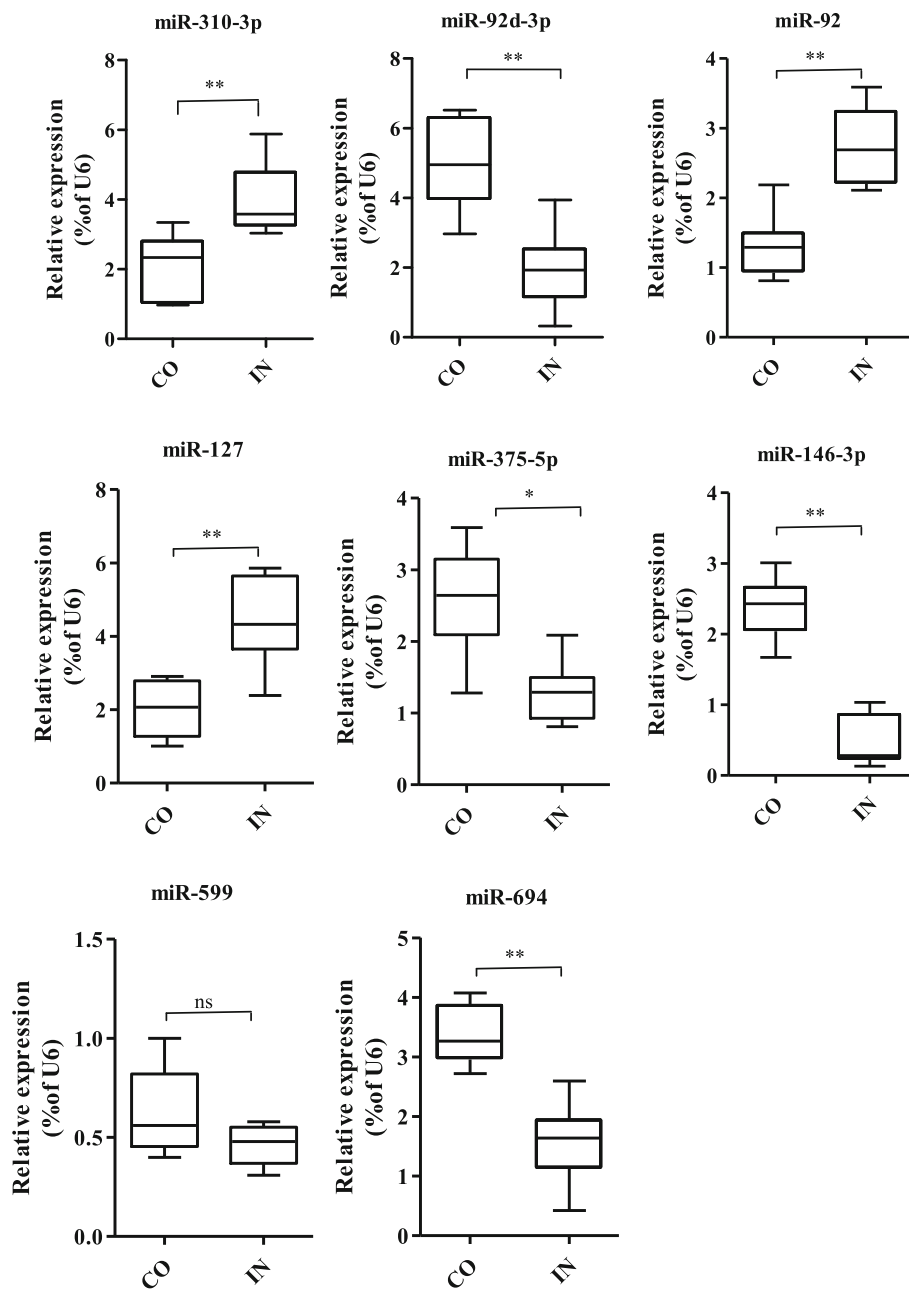 miR-310-3p
8
6
4
2
0
Relative expression
(%of U6)
**
CO
IN
miR-92d-3p
8
6
4
2
0
Relative expression
(%of U6)
**
CO
IN
miR-92
4
3
2
1
0
Relative expression
(%of U6)
**
CO
IN
miR-127
8
6
4
2
0
Relative expression
(%of U6)
**
CO
IN
miR-375-5p
4
3
2
1
0
Relative expression
(%of U6)
*
CO
IN
miR-146-3p
4
3
2
1
0
Relative expression
(%of U6)
**
CO
IN
miR-599
1.5
1.0
0.5
0.0
Relative expression
(%of U6)
ns
CO
IN
miR-694
5
4
3
2
1
0
Relative expression
(%of U6)
**
CO
IN